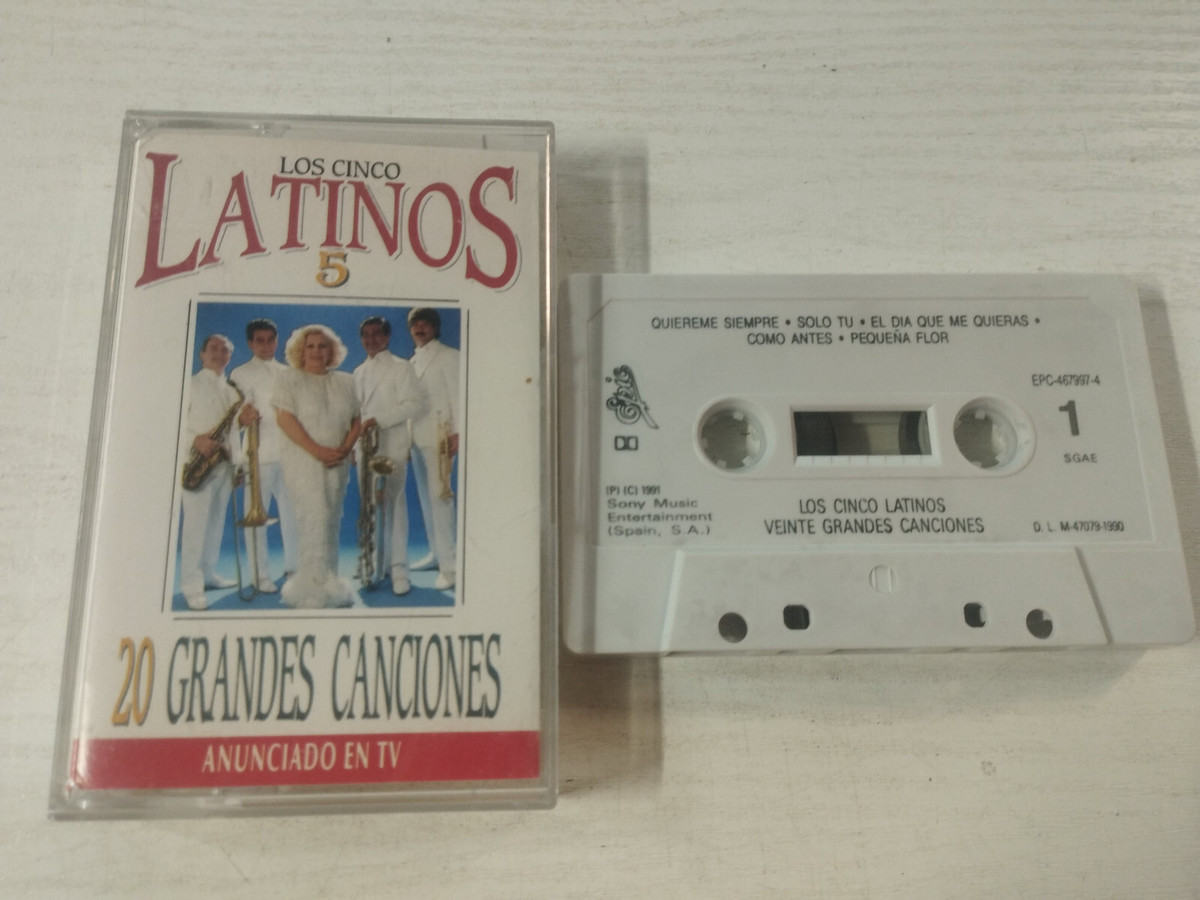 LOS CINCO
LATINOS
5
20 GRANDES CANCIONES
ANUNCIADO EN TV
QUIEREME SIEMPRE • SOLO TU • EL DIA QUE ME QUIERAS •
COMO ANTES • PEQUEÑA FLOR
EPC-467997-4
Epic
1
SGAE
(P) (C) 1991
Sony Music
Entertainment
(Spain, S.A.)
LOS CINCO LATINOS
VEINTE GRANDES CANCIONES
D. L. M-47079-1990